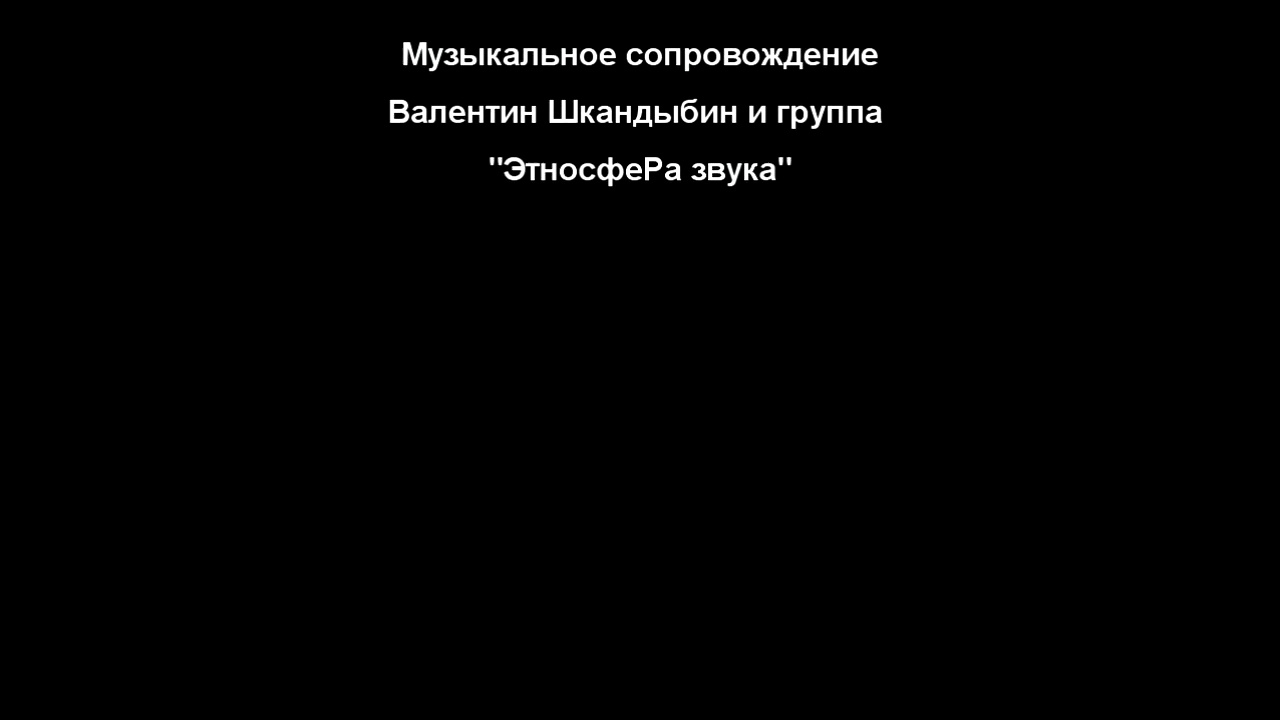 Музыкальное сопровождение
Валентин Шкандыбин и группа
"ЭтносфеРа звука"